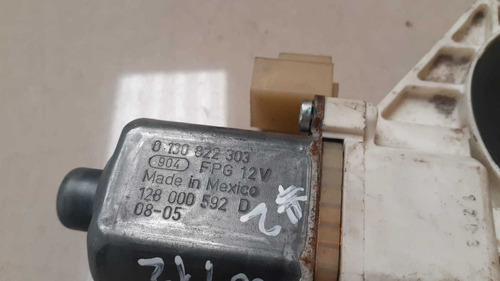 0 130 822 303
904 FPG 12V
Made in Mexico
128 000 592 D
08-05